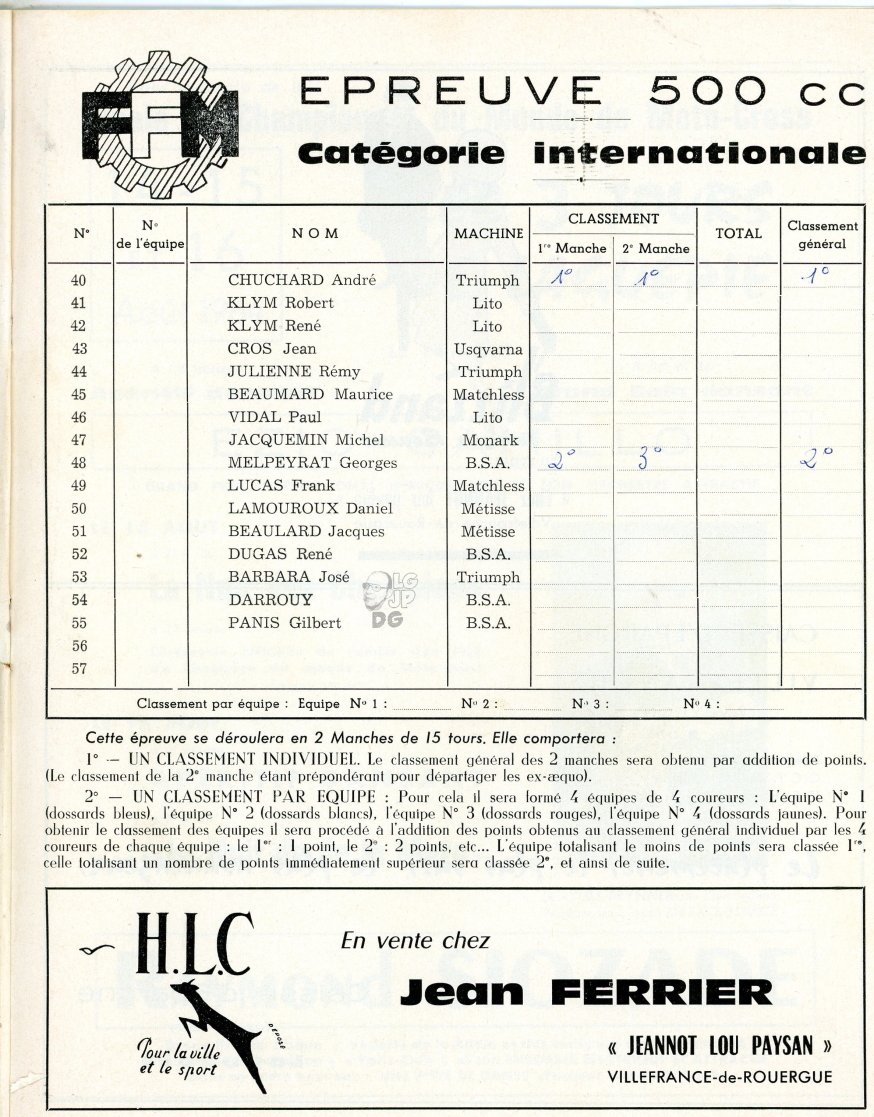 FFM
EPREUVE 500 cc
Catégorie internationale
N° N° de l'équipe NOM MACHINE CLASSEMENT 1re Manche 2e Manche TOTAL Classement général
40 CHUCHARD André Triumph 1° 1° 1°
41 KLYM Robert Lito
42 KLYM René Lito
43 CROS Jean Usqvarna
44 JULIENNE Rémy Triumph
45 BEAUMARD Maurice Matchless
46 VIDAL Paul Lito
47 JACQUEMIN Michel Monark
48 MELPEYRAT Georges B.S.A. 2° 3° 2°
49 LUCAS Frank Matchless
50 LAMOUROUX Daniel Métisse
51 BEAULARD Jacques Métisse
52 DUGAS René B.S.A.
53 BARBARA José Triumph
54 DARROUY B.S.A.
55 PANIS Gilbert B.S.A.
56
57
LG
JP
DG
Classement par équipe : Equipe N° 1 : N° 2 : N° 3 : N° 4 :
Cette épreuve se déroulera en 2 Manches de 15 tours. Elle comportera :
1° — UN CLASSEMENT INDIVIDUEL. Le classement général des 2 manches sera obtenu par addition de points.
(Le classement de la 2e manche étant prépondérant pour départager les ex-æquo).
2° — UN CLASSEMENT PAR EQUIPE : Pour cela il sera formé 4 équipes de 4 coureurs : L'équipe N° 1
(dossards bleus), l'équipe N° 2 (dossards blancs), l'équipe N° 3 (dossards rouges), l'équipe N° 4 (dossards jaunes). Pour
obtenir le classement des équipes il sera procédé à l'addition des points obtenus au classement général individuel par les 4
coureurs de chaque équipe : le 1er : 1 point, le 2e : 2 points, etc... L'équipe totalisant le moins de points sera classée 1re,
celle totalisant un nombre de points immédiatement supérieur sera classée 2e, et ainsi de suite.
H.L.C
DEPOSÉ
Pour la ville
et le sport
En vente chez
Jean FERRIER
« JEANNOT LOU PAYSAN »
VILLEFRANCE-de-ROUERGUE